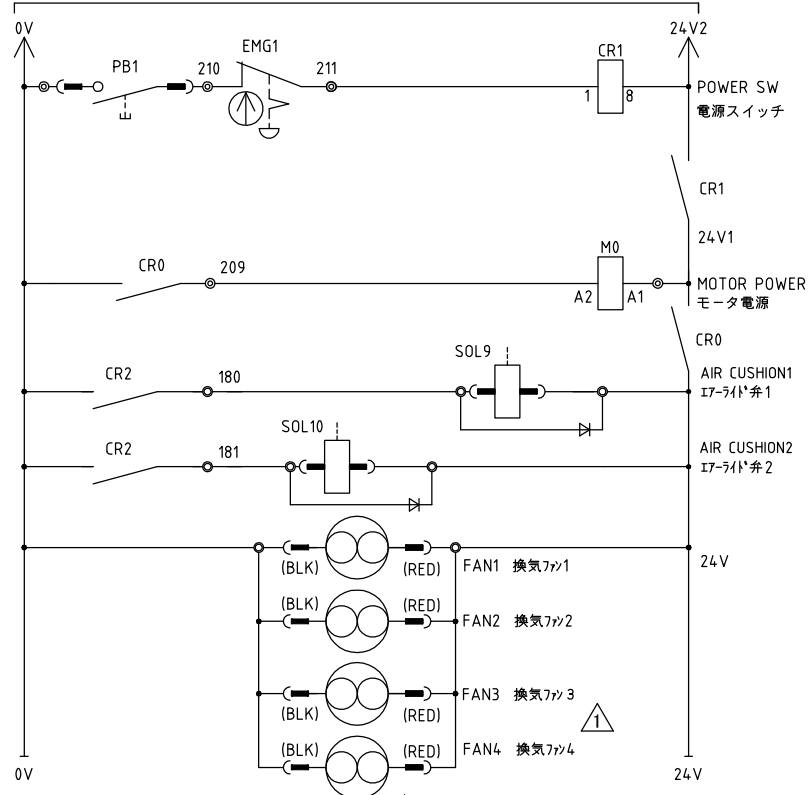 0V
24V2
PB1
210
EMG1
211
CR1
1
8
POWER SW
電源スイッチ
CR1
24V1
CR0
209
M0
A2
A1
MOTOR POWER
モータ電源
CR0
CR2
180
SOL9
AIR CUSHION1
エアーライド弁1
CR2
181
SOL10
AIR CUSHION2
エアーライド弁2
(BLK)
(RED)
FAN1 換気ファン1
24V
(BLK)
(RED)
FAN2 換気ファン2
(BLK)
(RED)
FAN3 換気ファン3
1
(BLK)
(RED)
FAN4 換気ファン4
0V
24V